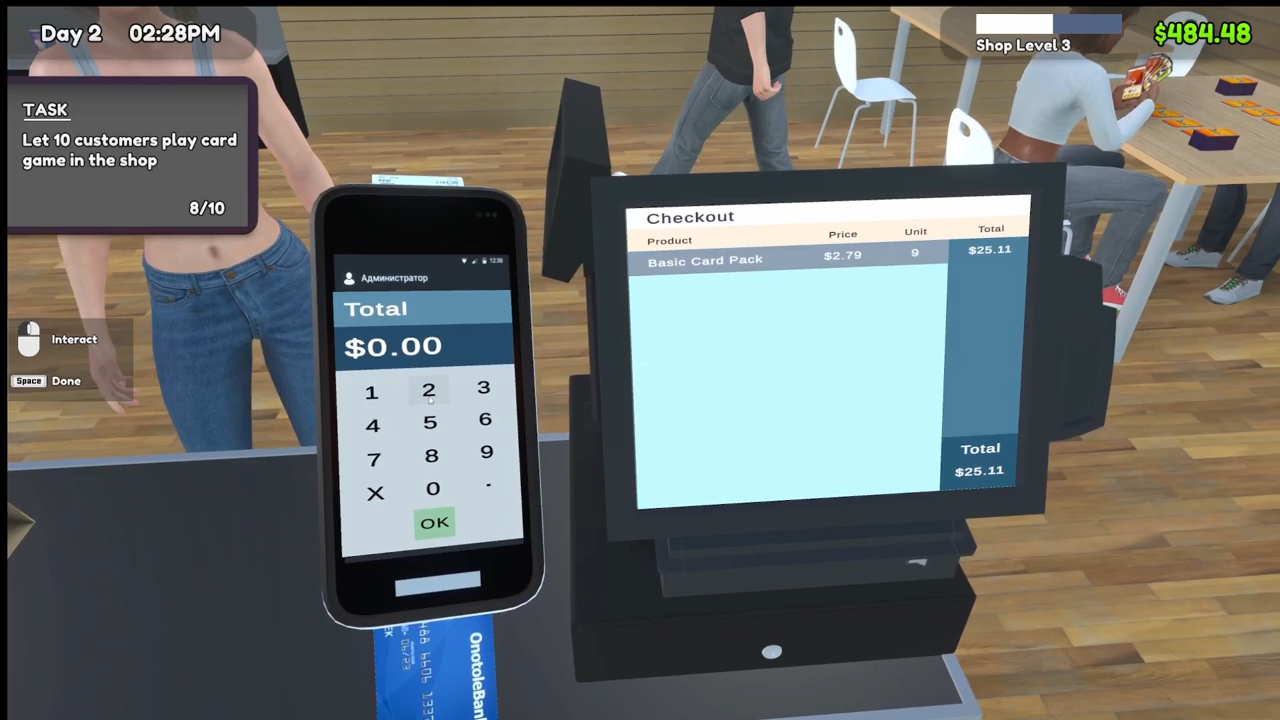 Day 2 02:28PM
Shop Level 3
$484.48
TASK
Let 10 customers play card
game in the shop
8/10
Interact
Space Done
12:38
Администратор
Total
$0.00
1 2 3
4 5 6
7 8 9
X 0 .
OK
OnotoleBank
Checkout
Product Price Unit Total
Basic Card Pack $2.79 9 $25.11
Total
$25.11